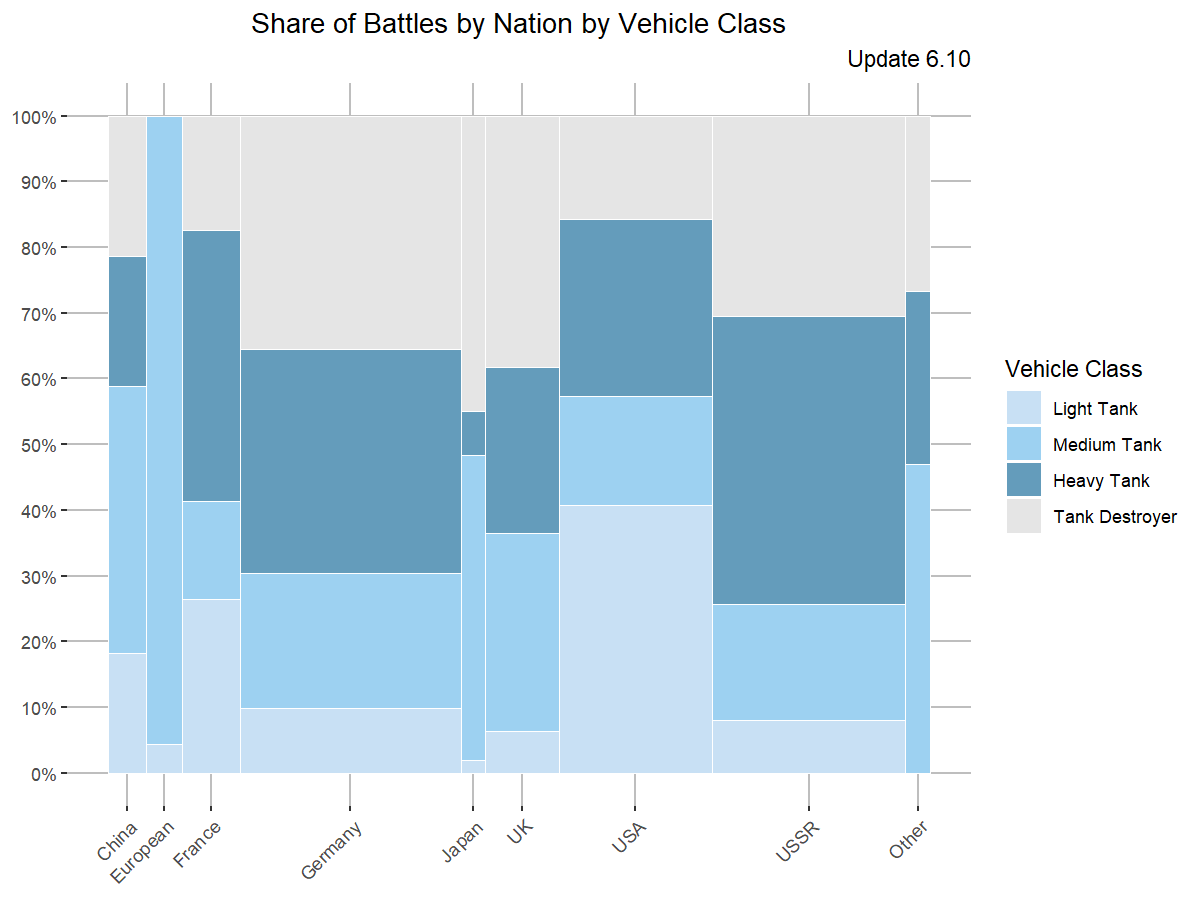 Share of Battles by Nation by Vehicle Class
Update 6.10
100%
90%
80%
70%
60%
50%
40%
30%
20%
10%
0%
China
European
France
Germany
Japan
UK
USA
USSR
Other
Vehicle Class
Light Tank
Medium Tank
Heavy Tank
Tank Destroyer